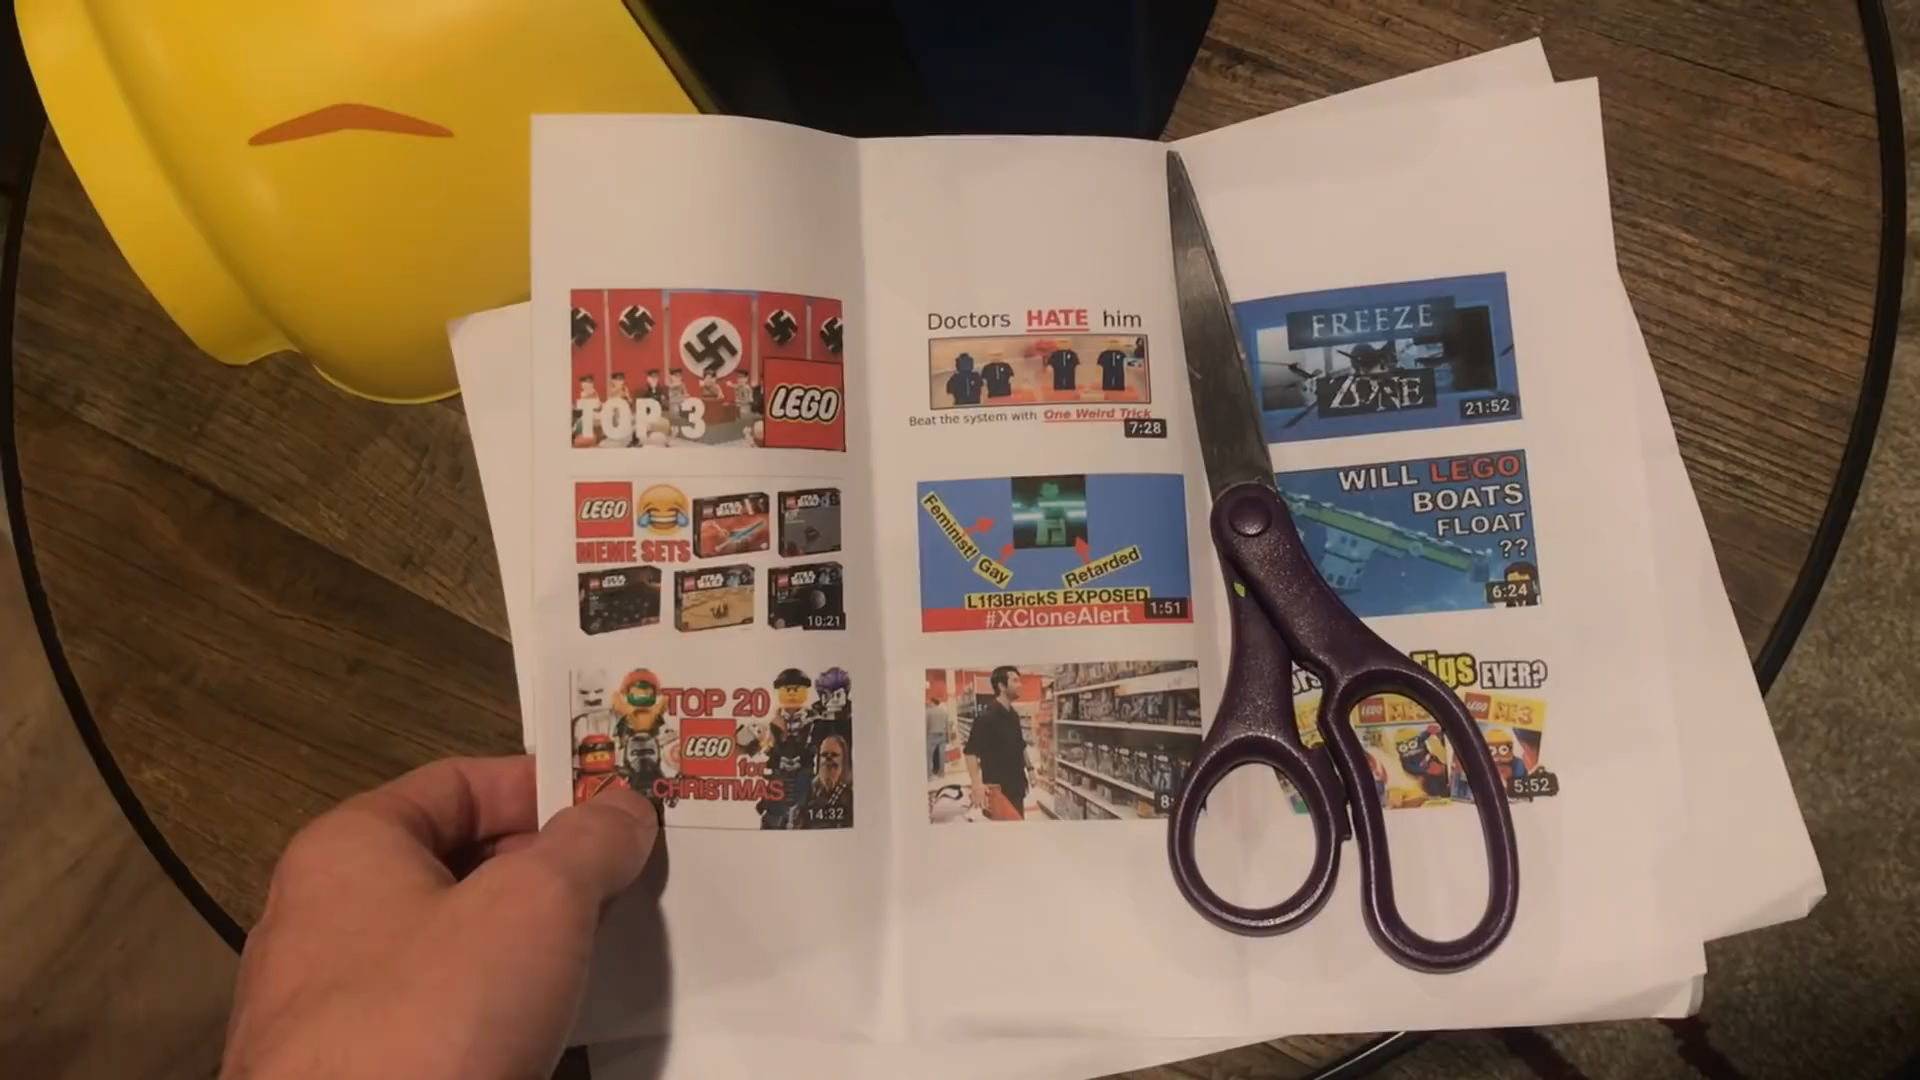 TOP 3
LEGO
LEGO
MEME SETS
10:21
TOP 20
LEGO
for
CHRISTMAS
14:32
Doctors HATE him
Beat the system with One Weird Trick
7:28
Feminist!
Gay
Retarded
L1f3BrickS EXPOSED
#XCloneAlert
1:51
8:
FREEZE
ZONE
21:52
WILL LEGO
BOATS
FLOAT
??
6:24
figs EVER?
LEGO
LEGO
5:52